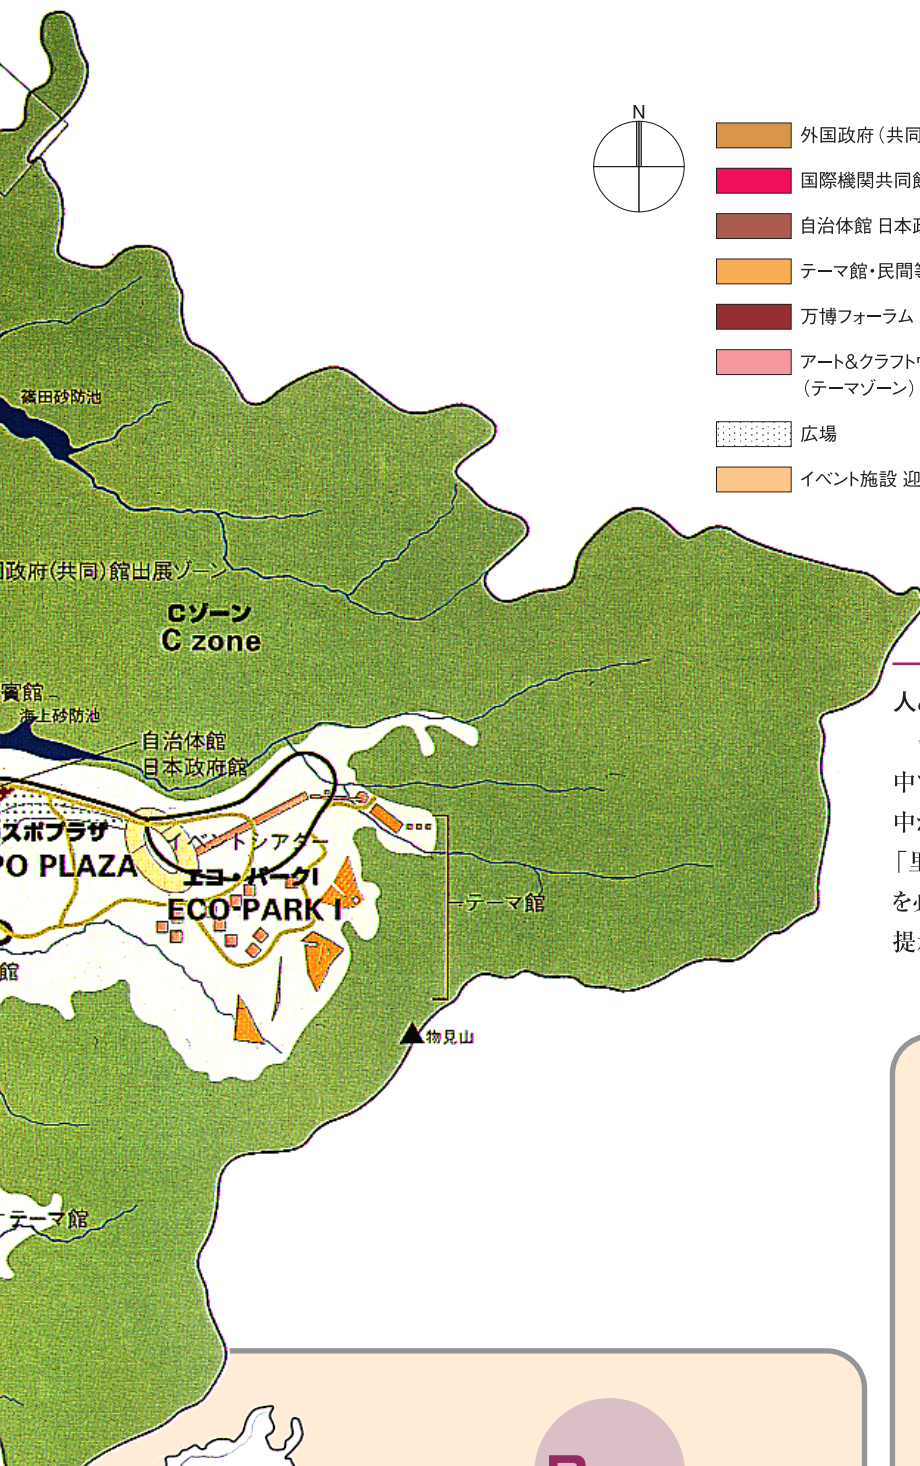 N
外国政府（共同
国際機関共同館
自治体館 日本政
テーマ館・民間等
万博フォーラム
アート&クラフト
（テーマゾーン）
広場
イベント施設 迎
篠田砂防池
政府(共同)館出展ゾーン
Cゾーン
C zone
賓館
海上砂防池
自治体館
日本政府館
スポプラザ
PO PLAZA
イベントシアター
エコ・パークI
ECO-PARK I
テーマ館
館
物見山
テーマ館
人
中
中
「里
を
提